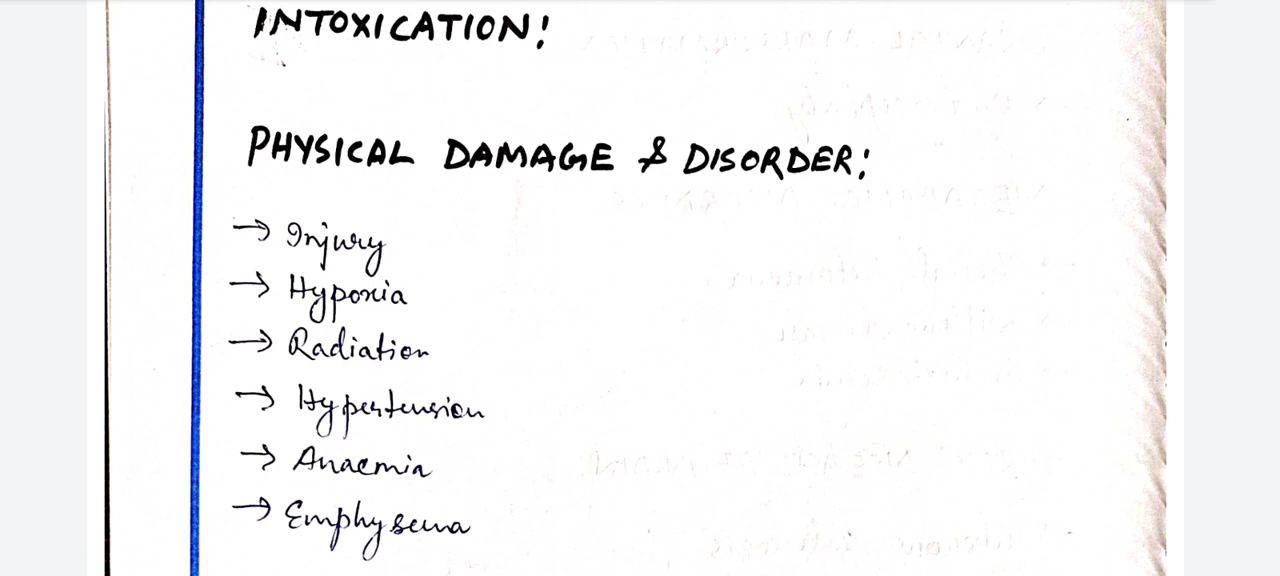 INTOXICATION:
PHYSICAL DAMAGE & DISORDER:
→ Injury
→ Hypoxia
→ Radiation
→ Hypertension
→ Anaemia
→ Emphysema